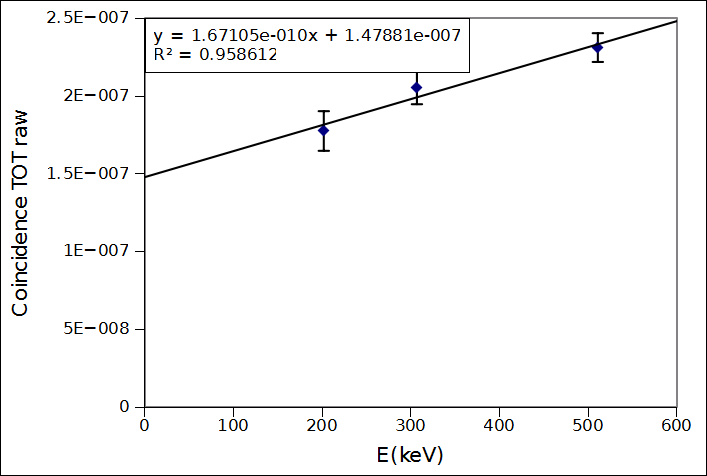 2.5E−007
y = 1.67105e-010x + 1.47881e-007
R² = 0.958612
2E−007
1.5E−007
1E−007
5E−008
0
Coincidence TOT raw
0 100 200 300 400 500 600
E(keV)